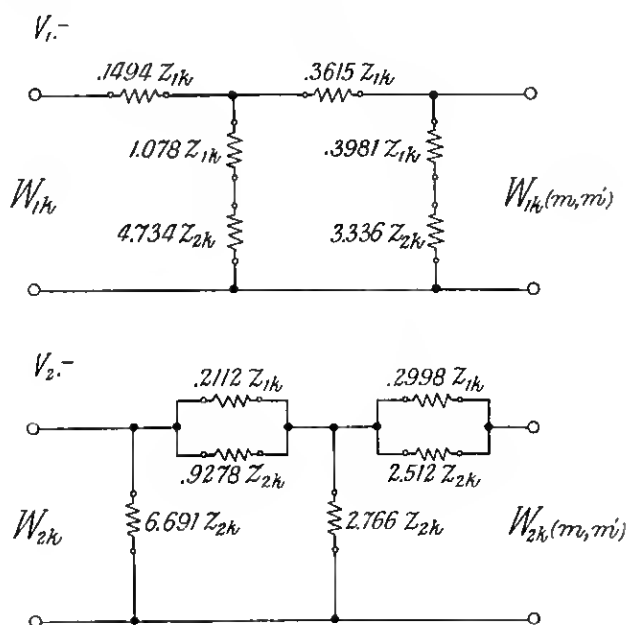 V₁.-
.1494 Z₁ₖ
.3615 Z₁ₖ
1.078 Z₁ₖ
.3981 Z₁ₖ
W₁ₖ
W₁ₖ(m,m')
4.734 Z₂ₖ
3.336 Z₂ₖ
V₂.-
.2112 Z₁ₖ
.2998 Z₁ₖ
.9278 Z₂ₖ
2.512 Z₂ₖ
W₂ₖ
6.691 Z₂ₖ
2.766 Z₂ₖ
W₂ₖ(m,m')